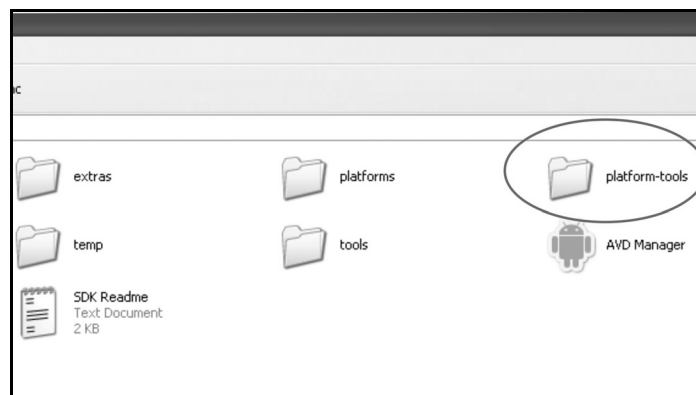 extras
platforms
platform-tools
temp
tools
AVD Manager
SDK Readme
Text Document
2 KB